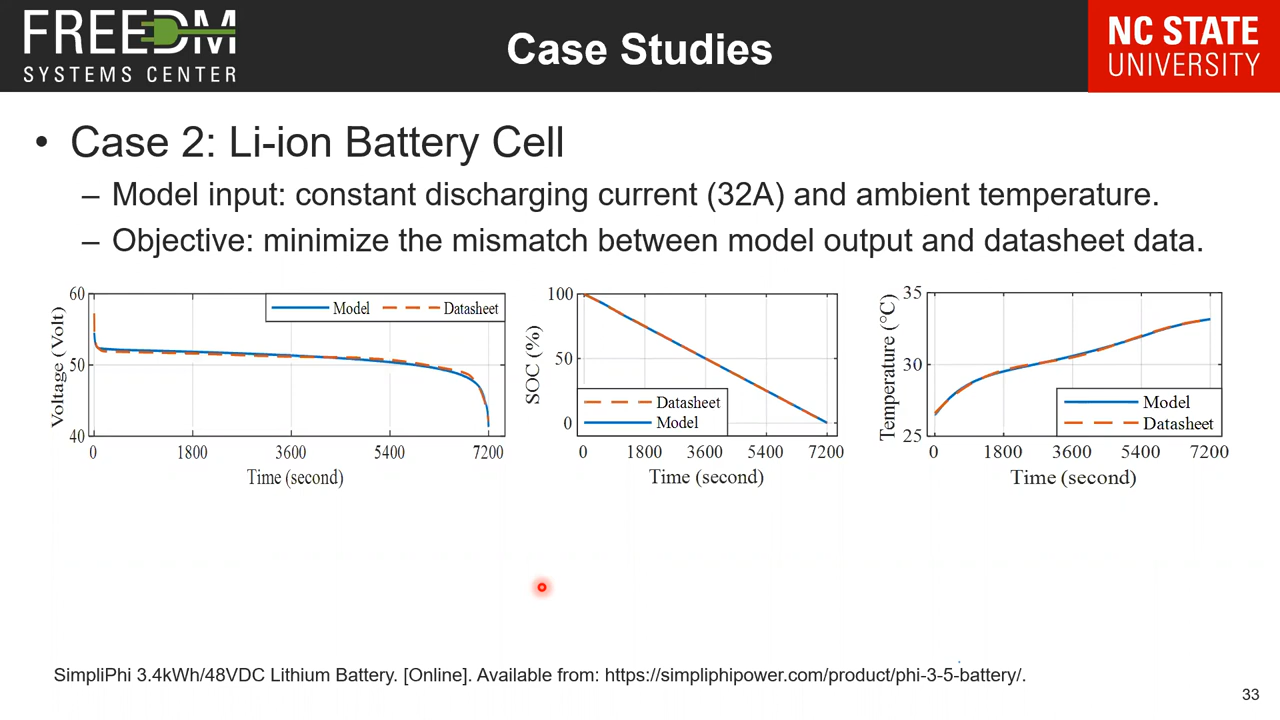 FREEDM
SYSTEMS CENTER
Case Studies
NC STATE
UNIVERSITY
• Case 2: Li-ion Battery Cell
– Model input: constant discharging current (32A) and ambient temperature.
– Objective: minimize the mismatch between model output and datasheet data.
60
50
40
Voltage (Volt)
Model
Datasheet
0 1800 3600 5400 7200
Time (second)
100
50
0
SOC (%)
Datasheet
Model
0 1800 3600 5400 7200
Time (second)
35
30
25
Temperature (°C)
Model
Datasheet
0 1800 3600 5400 7200
Time (second)
SimpliPhi 3.4kWh/48VDC Lithium Battery. [Online]. Available from: https://simpliphipower.com/product/phi-3-5-battery/.
33